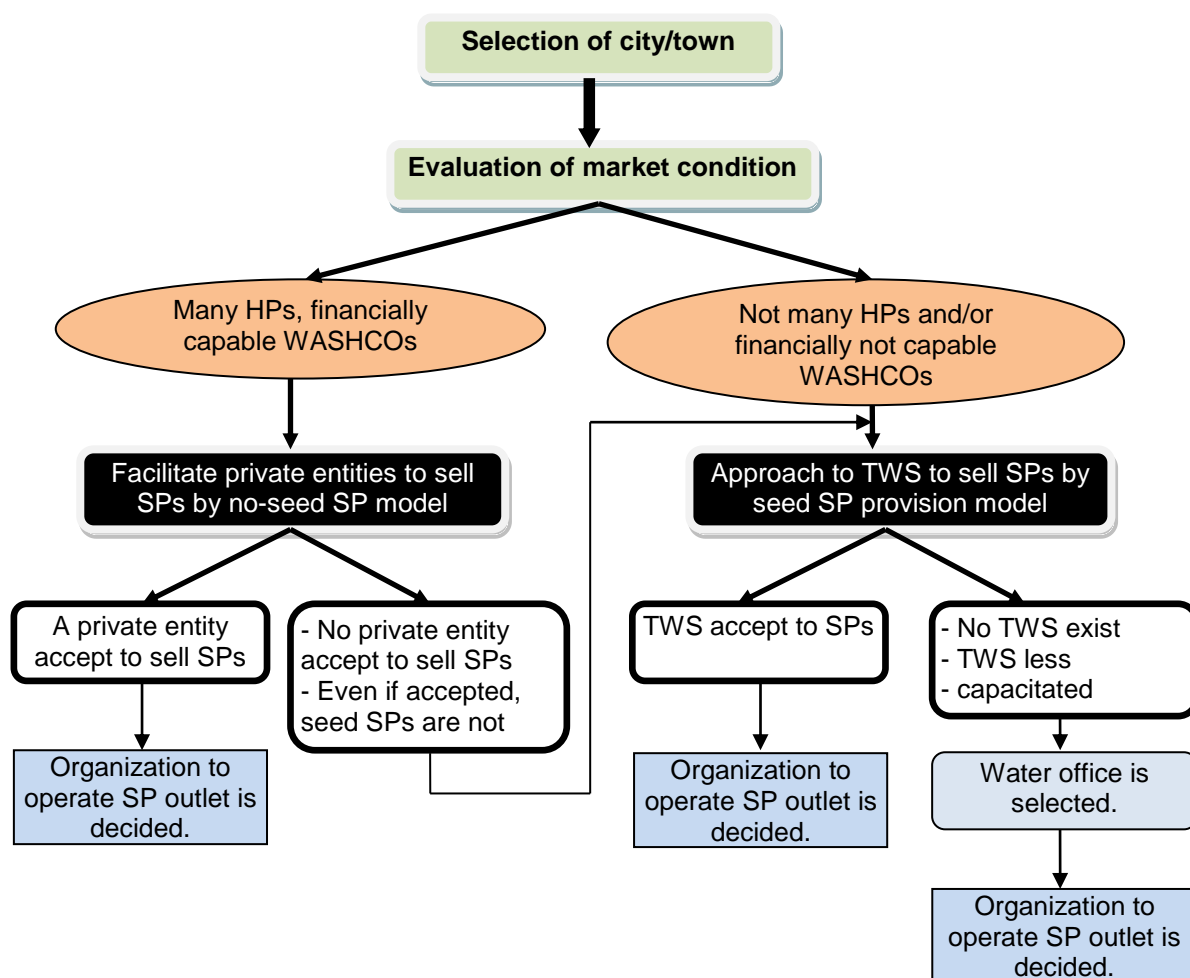 Selection of city/town
Evaluation of market condition
Many HPs, financially
capable WASHCOs
Not many HPs and/or
financially not capable
WASHCOs
Facilitate private entities to sell
SPs by no-seed SP model
Approach to TWS to sell SPs by
seed SP provision model
A private entity
accept to sell SPs
- No private entity
accept to sell SPs
- Even if accepted,
seed SPs are not
TWS accept to SPs
- No TWS exist
- TWS less
- capacitated
Organization to
operate SP outlet is
decided.
Organization to
operate SP outlet is
decided.
Water office is
selected.
Organization to
operate SP outlet is
decided.